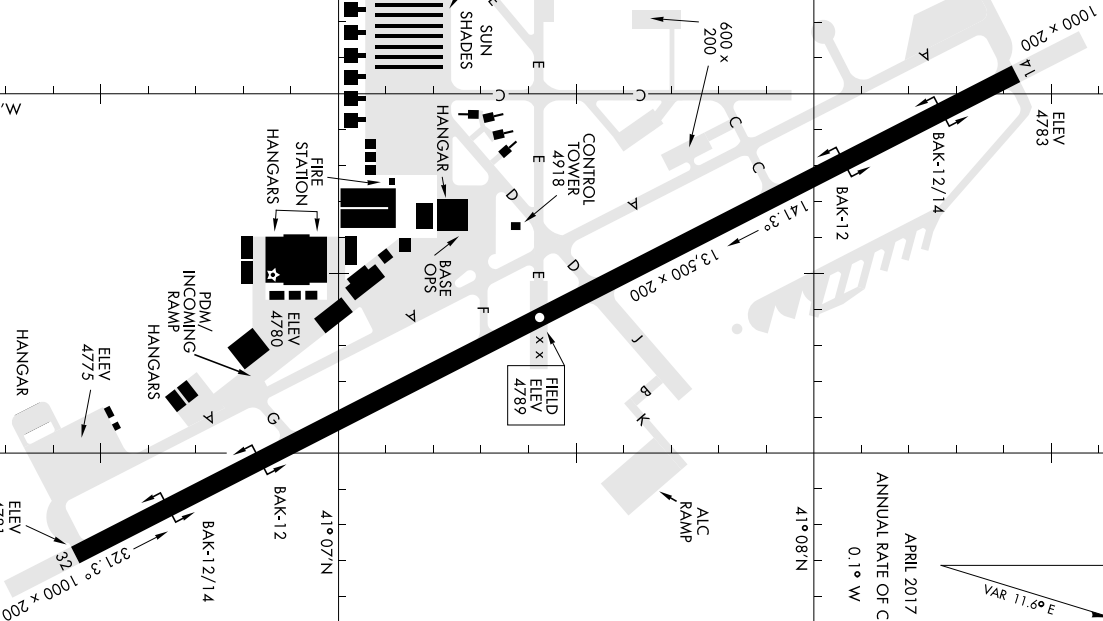 SUN
SHADES
E
600 x
200
A
1000 x 200
14
ELEV
4783
'W
C
C
HANGAR
E
CONTROL
TOWER
4918
C
C
BAK-12/14
BAK-12
HANGARS
FIRE
STATION
D
A
141.3°
13,500 x 200
BASE
OPS
E
D
PDM/
INCOMING
RAMP
ELEV
4780
A
F
X X
FIELD
ELEV
4789
J
B
K
HANGAR
ELEV
4775
HANGARS
A
G
BAK-12
BAK-12/14
ALC
RAMP
ELEV
32
321.3°
1000 x 200
41° 07'N
41° 08'N
APRIL 2017
ANNUAL RATE OF C
0.1° W
VAR 11.6° E